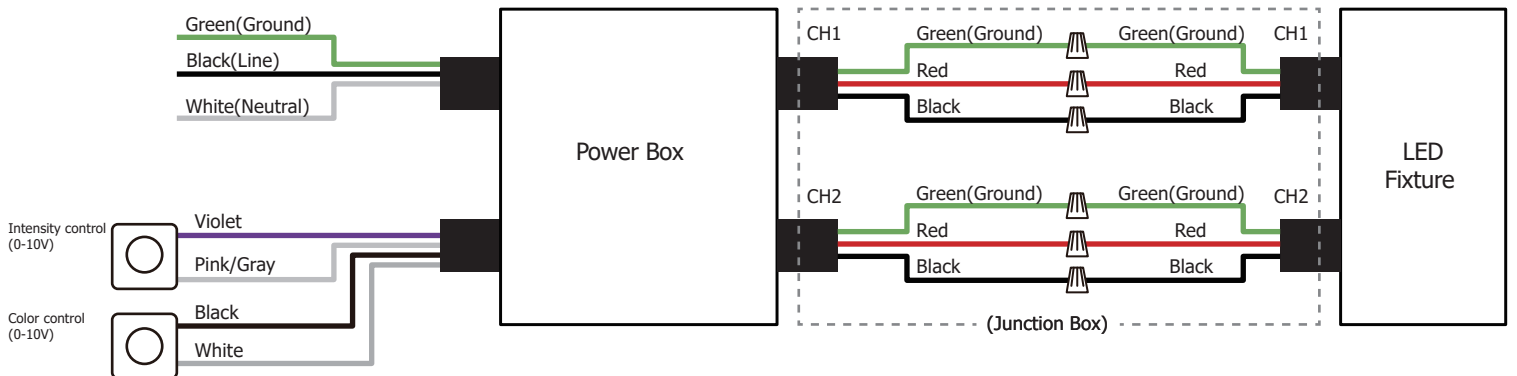 Green(Ground)
Black(Line)
White(Neutral)
Intensity control
(0-10V)
Violet
Pink/Gray
Color control
(0-10V)
Black
White
Power Box
CH1
Green(Ground)
Green(Ground)
CH1
Red
Red
Black
Black
CH2
Green(Ground)
Green(Ground)
CH2
Red
Red
Black
Black
(Junction Box)
LED
Fixture